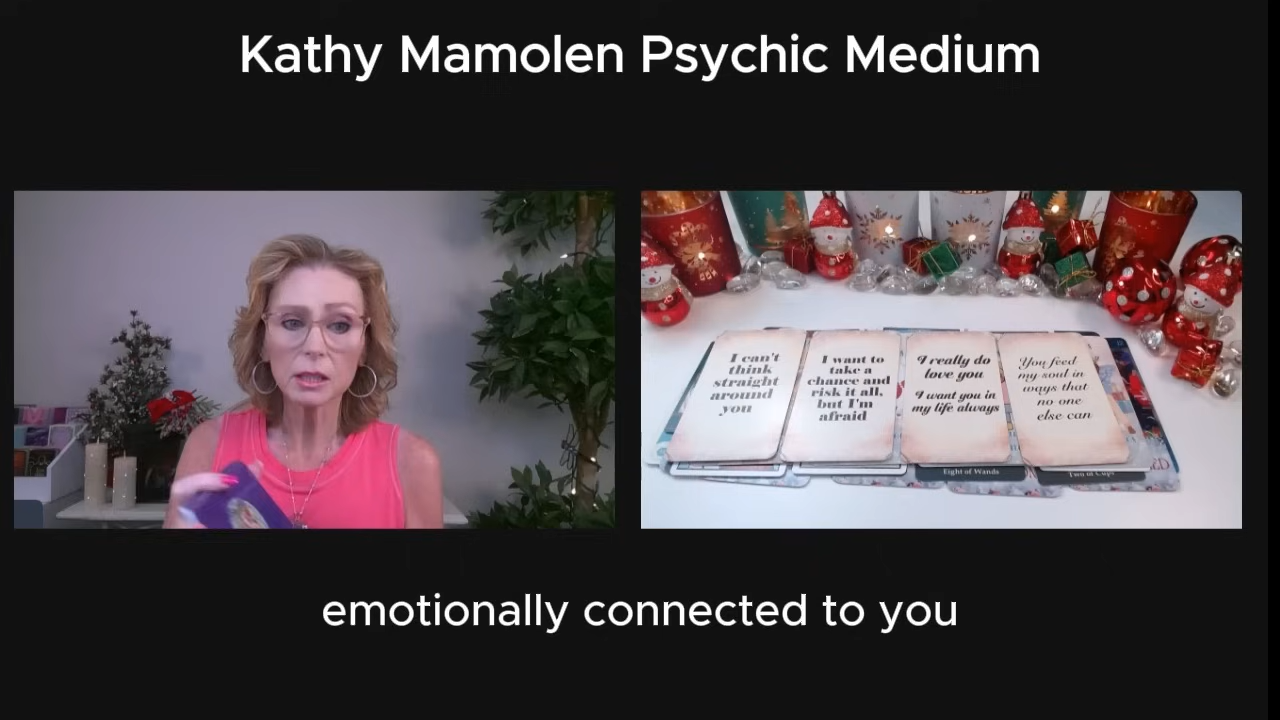 Kathy Mamolen Psychic Medium
I can't
think
straight
around
you
I want to
take a
chance and
risk it all,
but I'm
afraid
I really do
love you
I want you in
my life always
You feed
my soul in
ways that
no one
else can
Eight of Wands
Two of Cups
emotionally connected to you